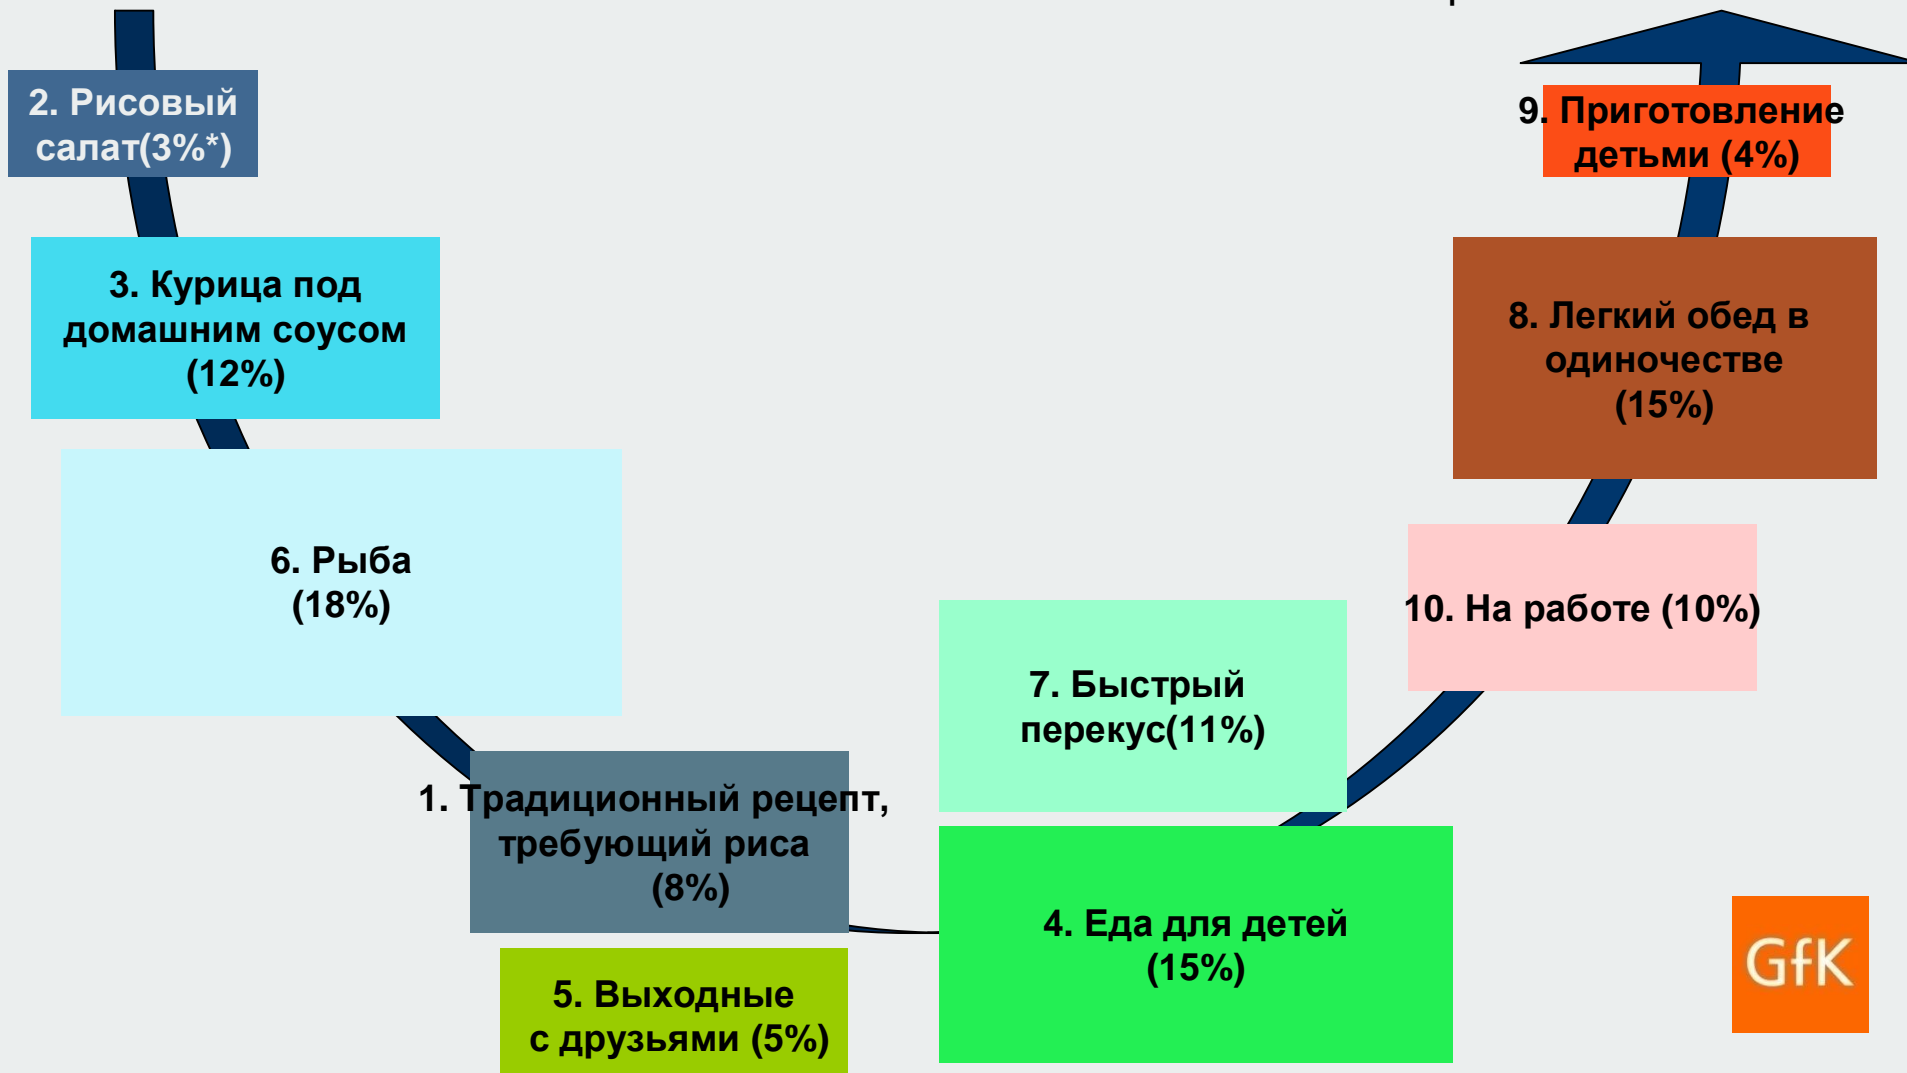 2. Рисовый
салат(3%*)
9. Приготовление
детьми (4%)
3. Курица под
домашним соусом
(12%)
8. Легкий обед в
одиночестве
(15%)
6. Рыба
(18%)
10. На работе (10%)
7. Быстрый
перекус(11%)
1. Традиционный рецепт,
требующий риса
(8%)
4. Еда для детей
(15%)
5. Выходные
с друзьями (5%)
GfK